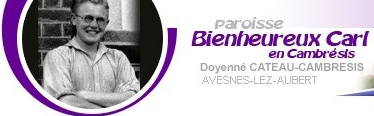 paroisse
Bienheureux Carl
en Cambrésis
Doyenné CATEAU-CAMBRESIS
AVESNES-LEZ-AUBERT